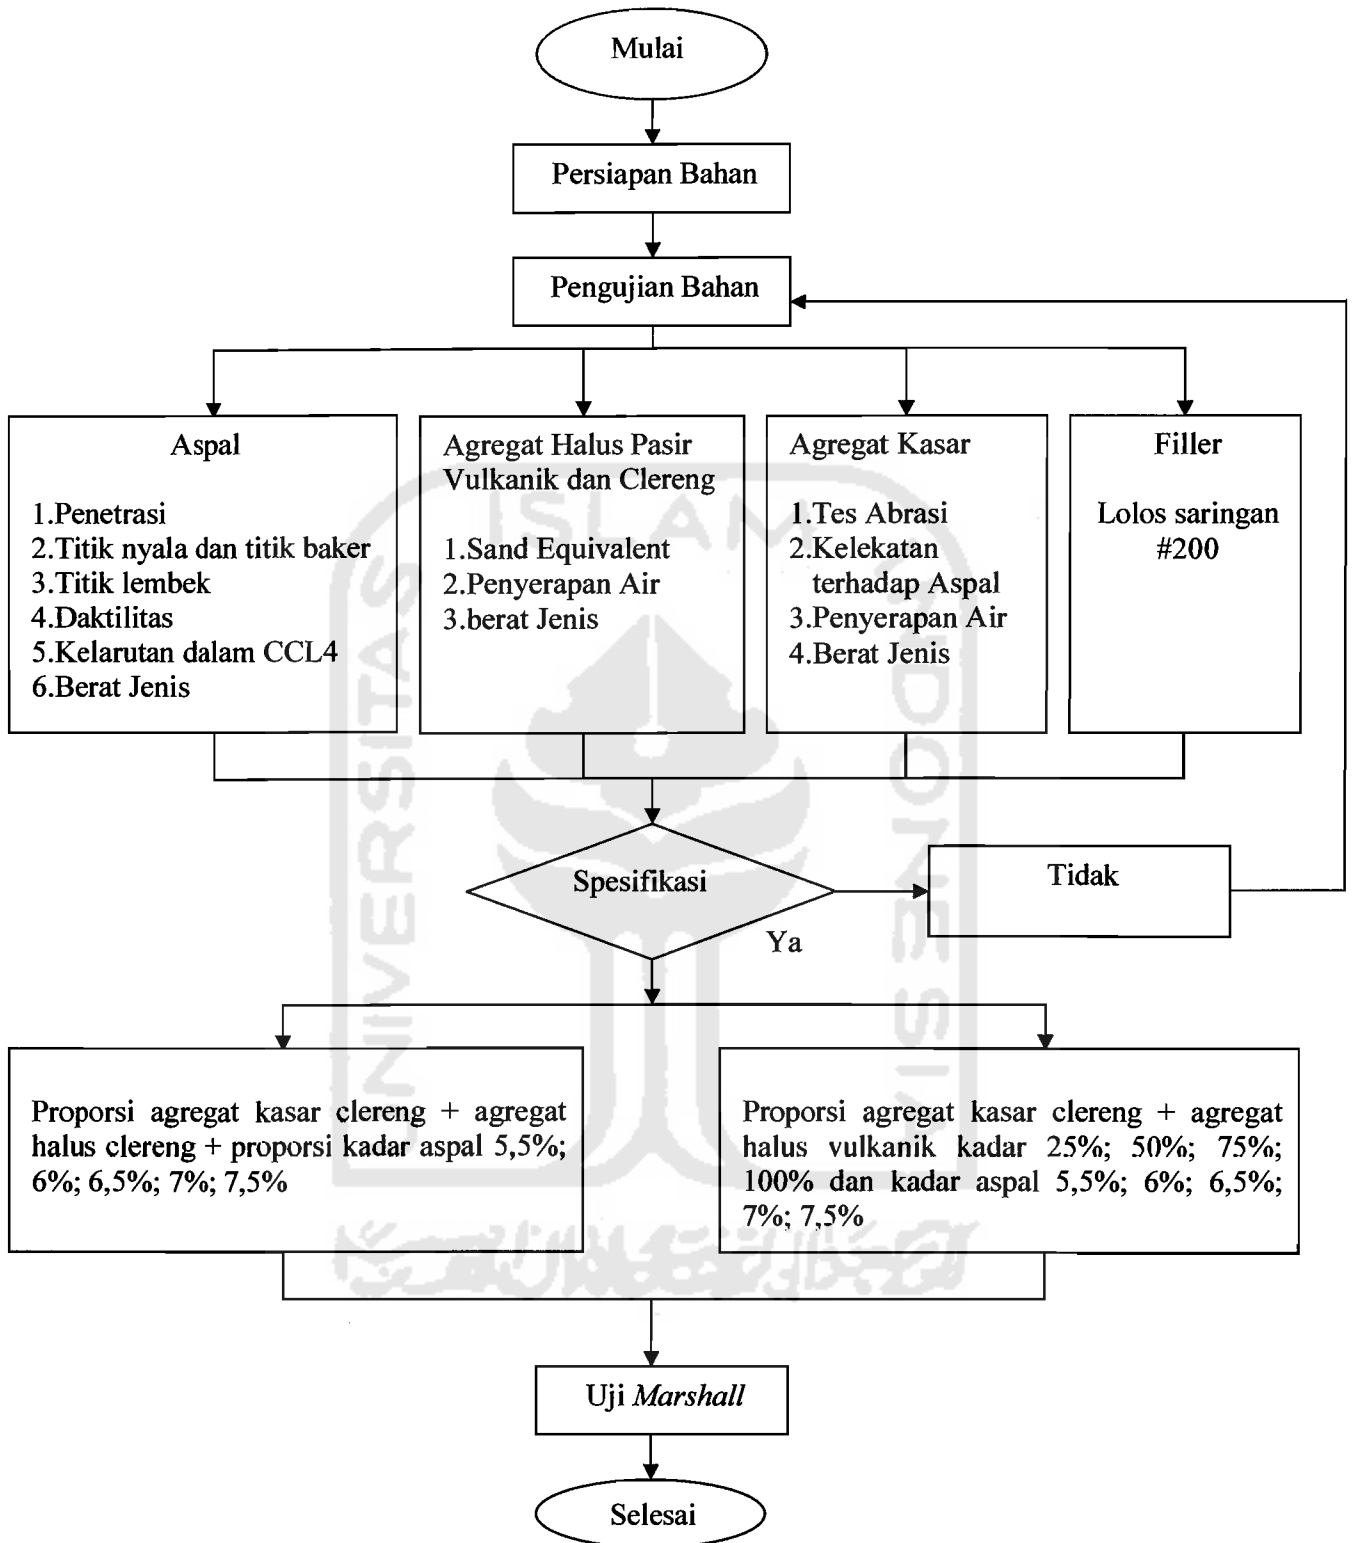 Mulai
Persiapan Bahan
Pengujian Bahan
Aspal
1.Penetrasi
2.Titik nyala dan titik baker
3.Titik lembek
4.Daktilitas
5.Kelarutan dalam CCL4
6.Berat Jenis
Agregat Halus Pasir
Vulkanik dan Clereng
1.Sand Equivalent
2.Penyerapan Air
3.berat Jenis
Agregat Kasar
1.Tes Abrasi
2.Kelekatan
terhadap Aspal
3.Penyerapan Air
4.Berat Jenis
Filler
Lolos saringan
#200
Spesifikasi
Tidak
Ya
Proporsi agregat kasar clereng + agregat
halus clereng + proporsi kadar aspal 5,5%;
6%; 6,5%; 7%; 7,5%
Proporsi agregat kasar clereng + agregat
halus vulkanik kadar 25%; 50%; 75%;
100% dan kadar aspal 5,5%; 6%; 6,5%;
7%; 7,5%
Uji Marshall
Selesai
UNIVERSITAS
ISLAM
INDONESIA